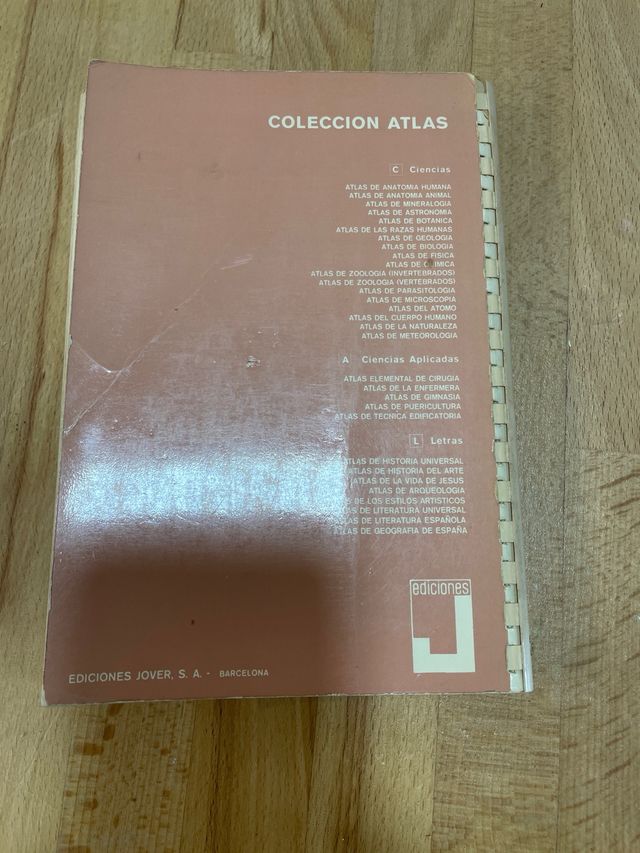 COLECCION ATLAS
C Ciencias
ATLAS DE ANATOMIA HUMANA
ATLAS DE ANATOMIA ANIMAL
ATLAS DE MINERALOGIA
ATLAS DE ASTRONOMIA
ATLAS DE BOTANICA
ATLAS DE LAS RAZAS HUMANAS
ATLAS DE GEOLOGIA
ATLAS DE BIOLOGIA
ATLAS DE FISICA
ATLAS DE QUIMICA
ATLAS DE ZOOLOGIA (INVERTEBRADOS)
ATLAS DE ZOOLOGIA (VERTEBRADOS)
ATLAS DE PARASITOLOGIA
ATLAS DE MICROSCOPIA
ATLAS DEL ATOMO
ATLAS DEL CUERPO HUMANO
ATLAS DE LA NATURALEZA
ATLAS DE METEOROLOGIA
A Ciencias Aplicadas
ATLAS ELEMENTAL DE CIRUGIA
ATLAS DE LA ENFERMERA
ATLAS DE GIMNASIA
ATLAS DE PUERICULTURA
ATLAS DE TECNICA EDIFICATORIA
L Letras
ATLAS DE HISTORIA UNIVERSAL
ATLAS DE HISTORIA DEL ARTE
ATLAS DE LA VIDA DE JESUS
ATLAS DE ARQUEOLOGIA
DE LOS ESTILOS ARTISTICOS
ATLAS DE LITERATURA UNIVERSAL
ATLAS DE LITERATURA ESPAÑOLA
ATLAS DE GEOGRAFIA DE ESPAÑA
ediciones
J
EDICIONES JOVER, S. A. - BARCELONA